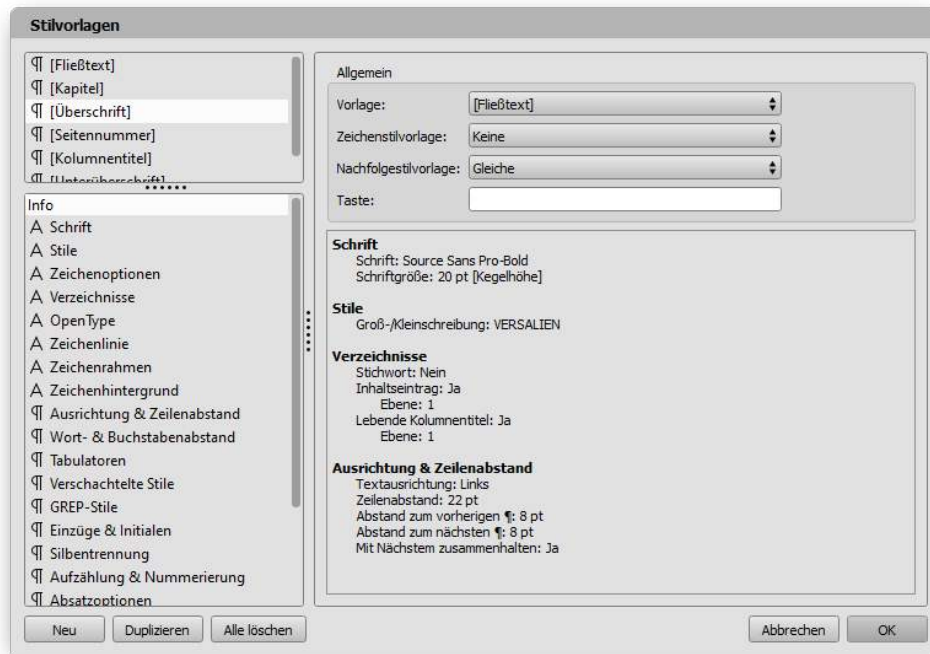 Stilvorlagen
¶ [Fließtext]
¶ [Kapitel]
¶ [Überschrift]
¶ [Seitennummer]
¶ [Kolumnentitel]
¶ [Unterüberschrift]
Info
A Schrift
A Stile
A Zeichenoptionen
A Verzeichnisse
A OpenType
A Zeichenlinie
A Zeichenrahmen
A Zeichenhintergrund
¶ Ausrichtung & Zeilenabstand
¶ Wort- & Buchstabenabstand
¶ Tabulatoren
¶ Verschachtelte Stile
¶ GREP-Stile
¶ Einzüge & Initialen
¶ Silbentrennung
¶ Aufzählung & Nummerierung
¶ Absatzoptionen
Neu Duplizieren Alle löschen
Allgemein
Vorlage: [Fließtext]
Zeichenstilvorlage: Keine
Nachfolgestilvorlage: Gleiche
Taste:
Schrift
Schrift: Source Sans Pro-Bold
Schriftgröße: 20 pt [Kegelhöhe]
Stile
Groß-/Kleinschreibung: VERSALIEN
Verzeichnisse
Stichwort: Nein
Inhaltseintrag: Ja
Ebene: 1
Lebende Kolumnentitel: Ja
Ebene: 1
Ausrichtung & Zeilenabstand
Textausrichtung: Links
Zeilenabstand: 22 pt
Abstand zum vorherigen ¶: 8 pt
Abstand zum nächsten ¶: 8 pt
Mit Nächstem zusammenhalten: Ja
Abbrechen OK